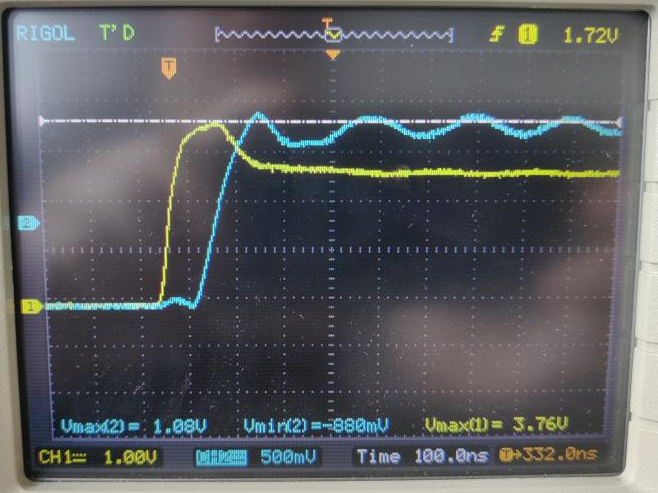 RIGOL T'D T 1 1.72V
T
2
1
Vmax(2)= 1.08V Vmin(2)=-880mV Vmax(1)= 3.76V
CH1 1.00V 500mV Time 100.0ns T→332.0ns